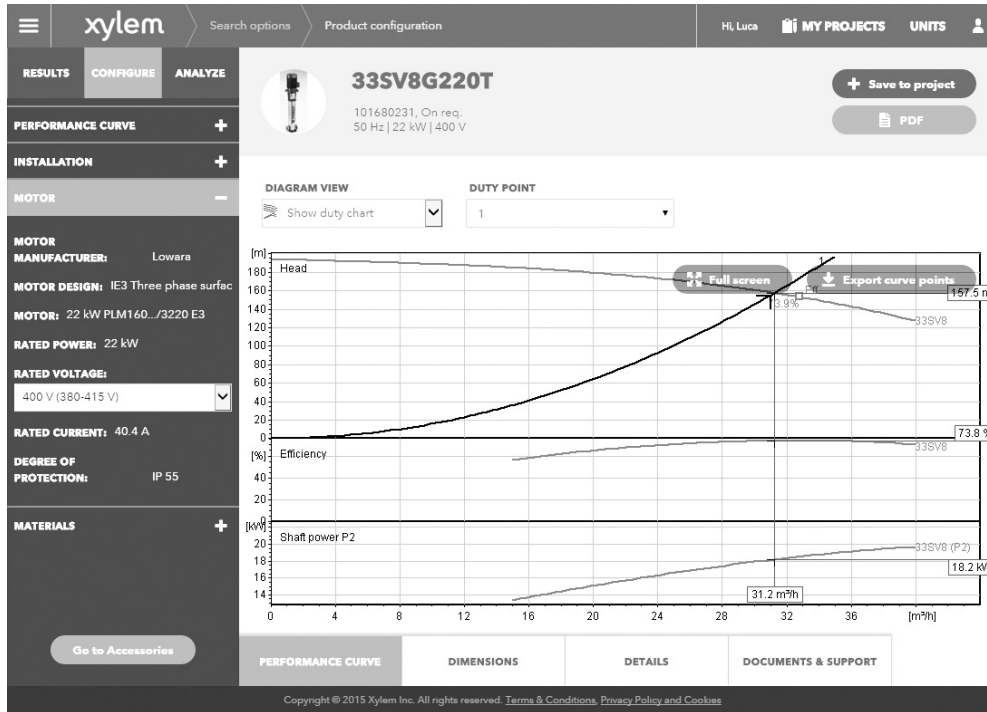 xylem
Search options
Product configuration
Hi, Luca
MY PROJECTS
UNITS
RESULTS
CONFIGURE
ANALYZE
PERFORMANCE CURVE +
INSTALLATION +
MOTOR −
MOTOR
MANUFACTURER: Lowara
MOTOR DESIGN: IE3 Three phase surfac
MOTOR: 22 kW PLM160.../3220 E3
RATED POWER: 22 kW
RATED VOLTAGE:
400 V (380-415 V)
RATED CURRENT: 40.4 A
DEGREE OF
PROTECTION: IP 55
MATERIALS +
Go to Accessories
33SV8G220T
101680231, On req.
50 Hz | 22 kW | 400 V
+ Save to project
PDF
DIAGRAM VIEW
Show duty chart
DUTY POINT
1
Full screen
Export curve points
[m]
Head
180
160
140
120
100
80
60
40
20
0
1
Eff
3.9%
157.5 m
33SV8
[%]
Efficiency
40
20
0
73.8 %
33SV8
[kW]
Shaft power P2
20
18
16
14
33SV8 (P2)
18.2 kW
31.2 m³/h
0 4 8 12 16 20 24 28 32 36 [m³/h]
PERFORMANCE CURVE
DIMENSIONS
DETAILS
DOCUMENTS & SUPPORT
Copyright © 2015 Xylem Inc. All rights reserved. Terms & Conditions, Privacy Policy and Cookies